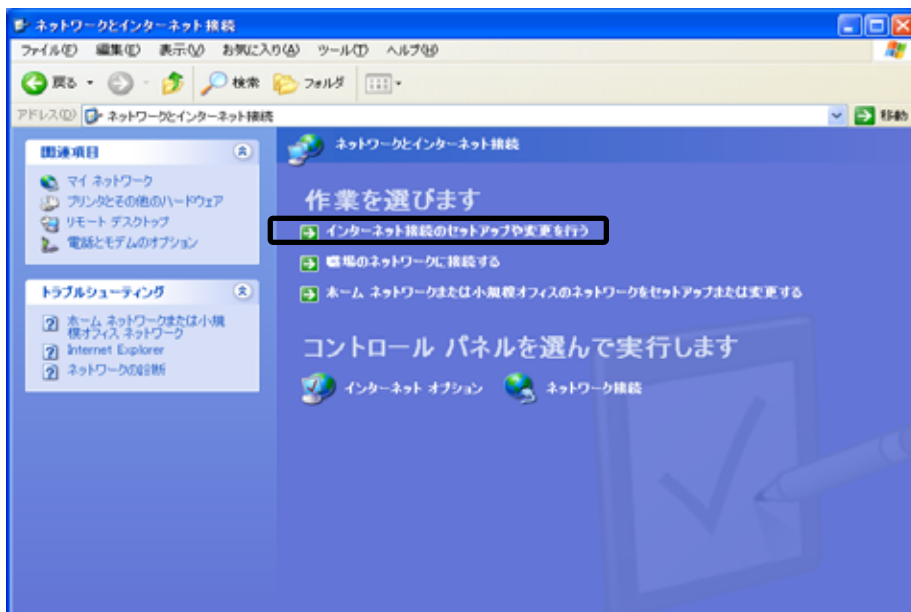 ネットワークとインターネット接続
ファイル(F) 編集(E) 表示(V) お気に入り(A) ツール(T) ヘルプ(H)
戻る 検索 フォルダ
アドレス(D) ネットワークとインターネット接続 移動
関連項目
マイ ネットワーク
プリンタとその他のハードウェア
リモート デスクトップ
電話とモデムのオプション
トラブルシューティング
ホーム ネットワークまたは小規
模オフィス ネットワーク
Internet Explorer
ネットワークの診断
ネットワークとインターネット接続
作業を選びます
インターネット接続のセットアップや変更を行う
職場のネットワークに接続する
ホーム ネットワークまたは小規模オフィスのネットワークをセットアップまたは変更する
コントロール パネルを選んで実行します
インターネット オプション ネットワーク接続